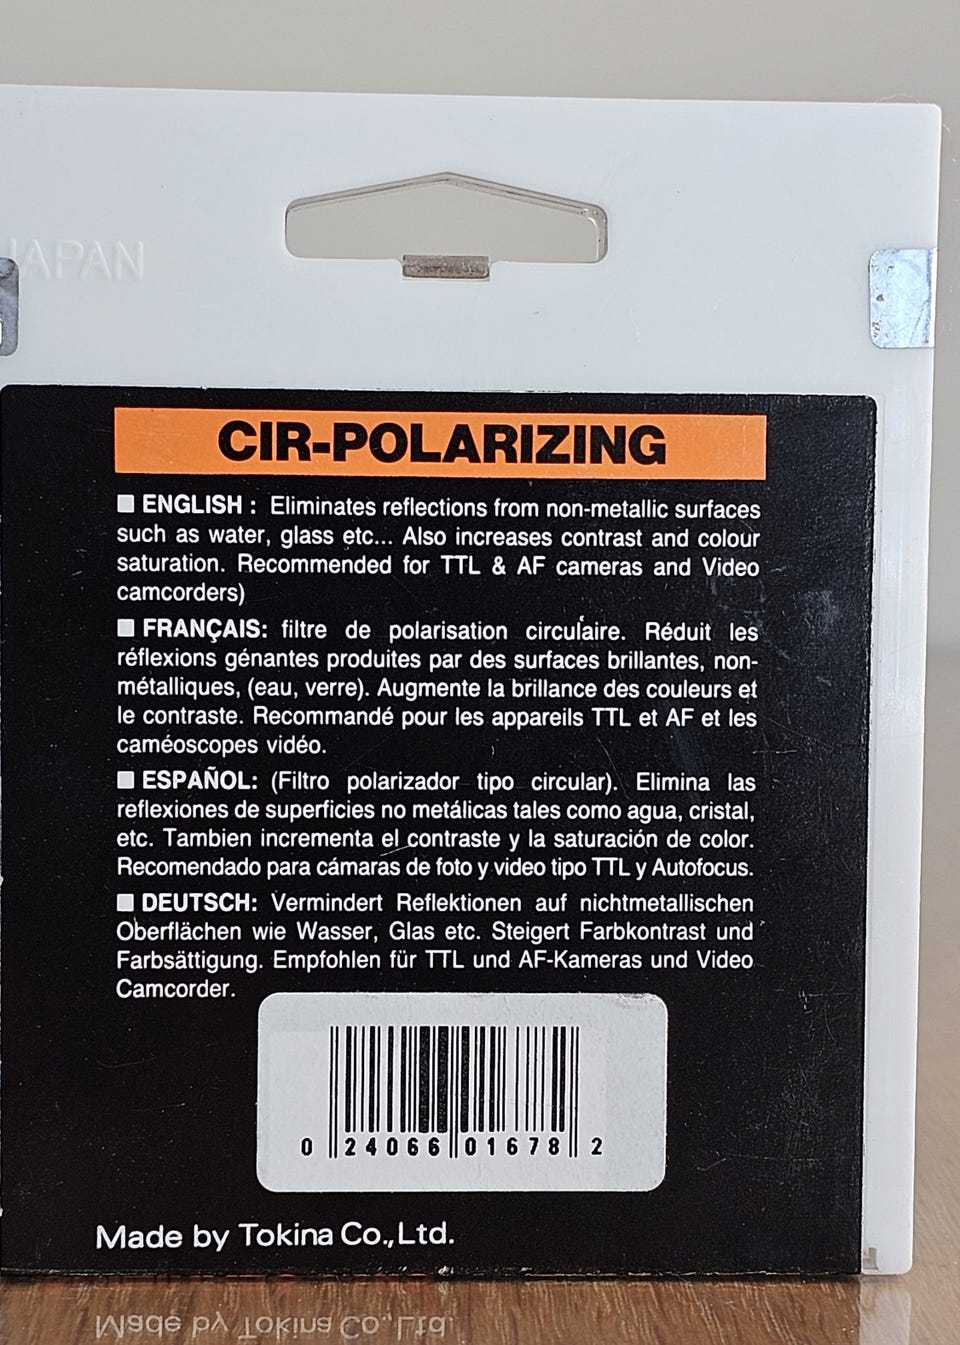 JAPAN
CIR-POLARIZING
ENGLISH : Eliminates reflections from non-metallic surfaces
such as water, glass etc... Also increases contrast and colour
saturation. Recommended for TTL & AF cameras and Video
camcorders)
FRANÇAIS: filtre de polarisation circulaire. Réduit les
réflexions génantes produites par des surfaces brillantes, non-
métalliques, (eau, verre). Augmente la brillance des couleurs et
le contraste. Recommandé pour les appareils TTL et AF et les
caméoscopes vidéo.
ESPAÑOL: (Filtro polarizador tipo circular). Elimina las
reflexiones de superficies no metálicas tales como agua, cristal,
etc. Tambien incrementa el contraste y la saturación de color.
Recomendado para cámaras de foto y video tipo TTL y Autofocus.
DEUTSCH: Vermindert Reflektionen auf nichtmetallischen
Oberflächen wie Wasser, Glas etc. Steigert Farbkontrast und
Farbsättigung. Empfohlen für TTL und AF-Kameras und Video
Camcorder.
0 24066 01678 2
Made by Tokina Co.,Ltd.